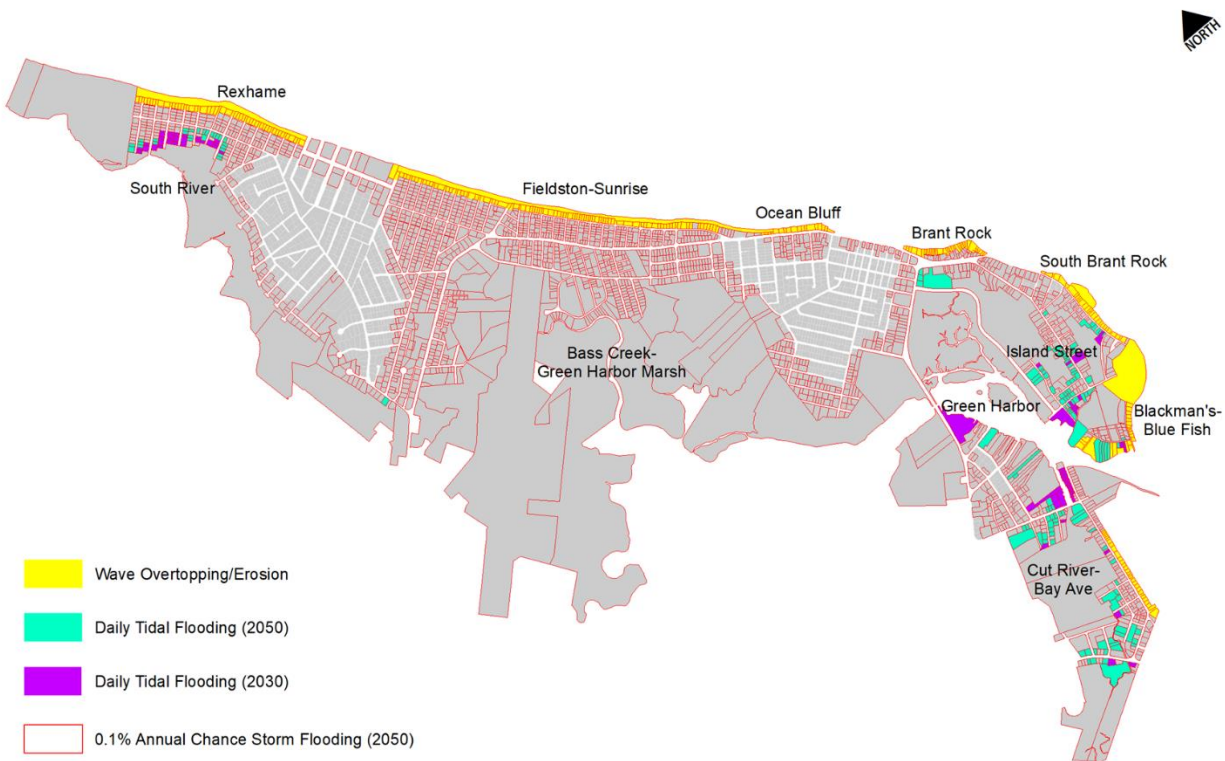 NORTH
Rexhame
South River
Fieldston-Sunrise
Ocean Bluff
Brant Rock
South Brant Rock
Bass Creek-
Green Harbor Marsh
Island Street
Green Harbor
Blackman's-
Blue Fish
Cut River-
Bay Ave
Wave Overtopping/Erosion
Daily Tidal Flooding (2050)
Daily Tidal Flooding (2030)
0.1% Annual Chance Storm Flooding (2050)